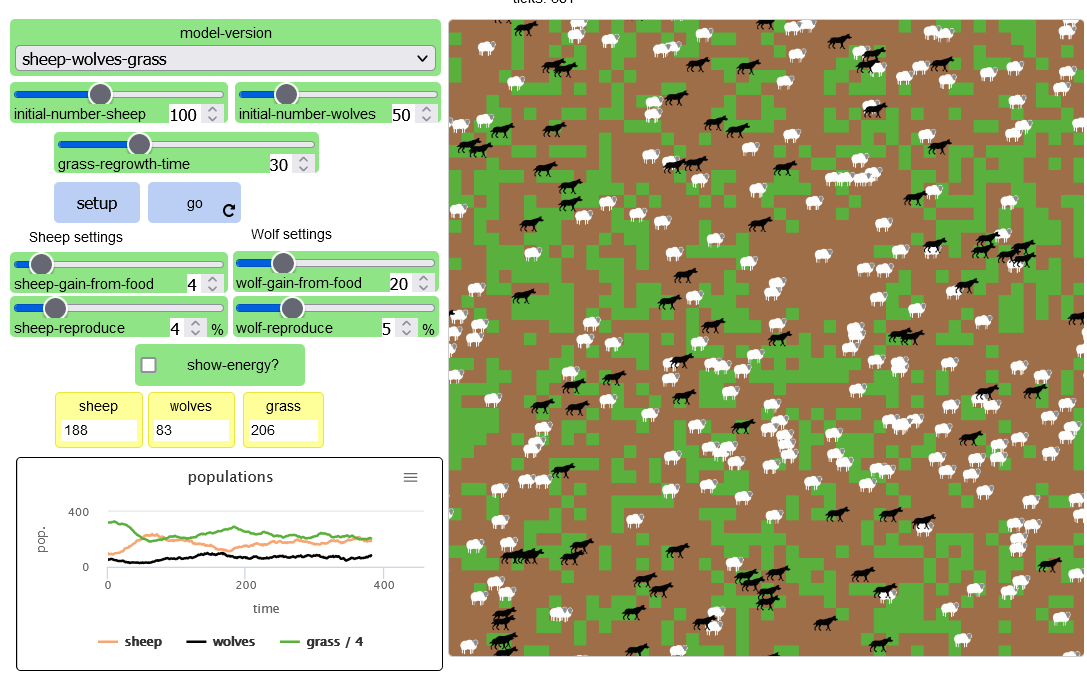 model-version
sheep-wolves-grass
initial-number-sheep 100
initial-number-wolves 50
grass-regrowth-time 30
setup
go
Sheep settings
Wolf settings
sheep-gain-from-food 4
wolf-gain-from-food 20
sheep-reproduce 4 %
wolf-reproduce 5 %
show-energy?
sheep
188
wolves
83
grass
206
populations
400
pop.
0
0
200
400
time
sheep
wolves
grass / 4